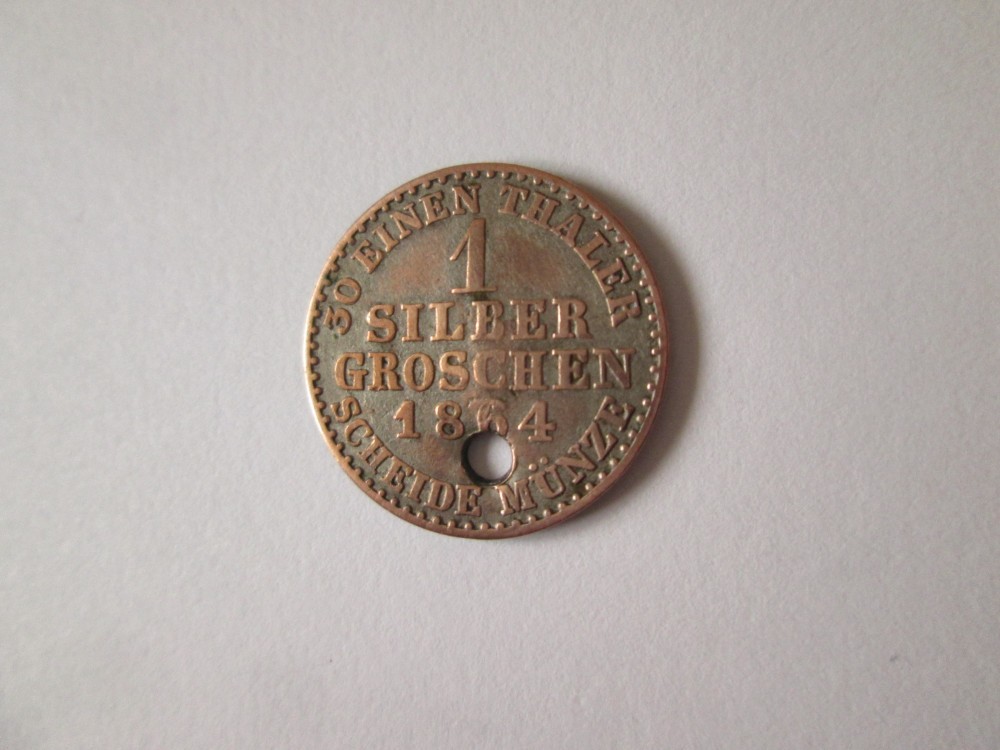 30 EINEN THALER
1
SILBER
GROSCHEN
1864
SCHEIDE MÜNZE